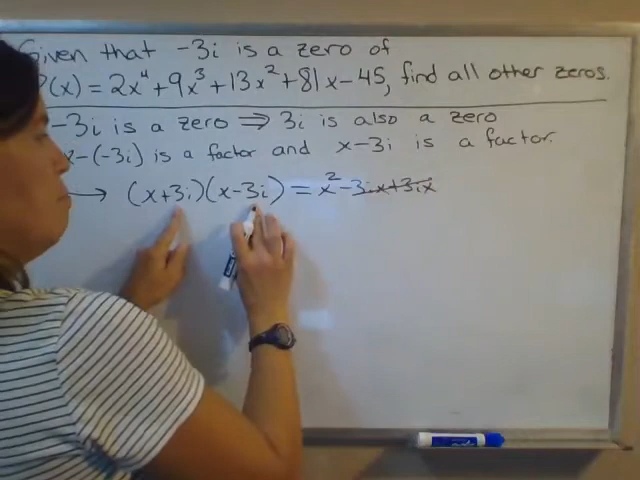 Given that -3i is a zero of
P(x) = 2x⁴ + 9x³ + 13x² + 81x - 45, find all other zeros.
-3i is a zero ⇒ 3i is also a zero
x-(-3i) is a factor and x-3i is a factor.
→ (x+3i)(x-3i) = x² - 3ix + 3ix